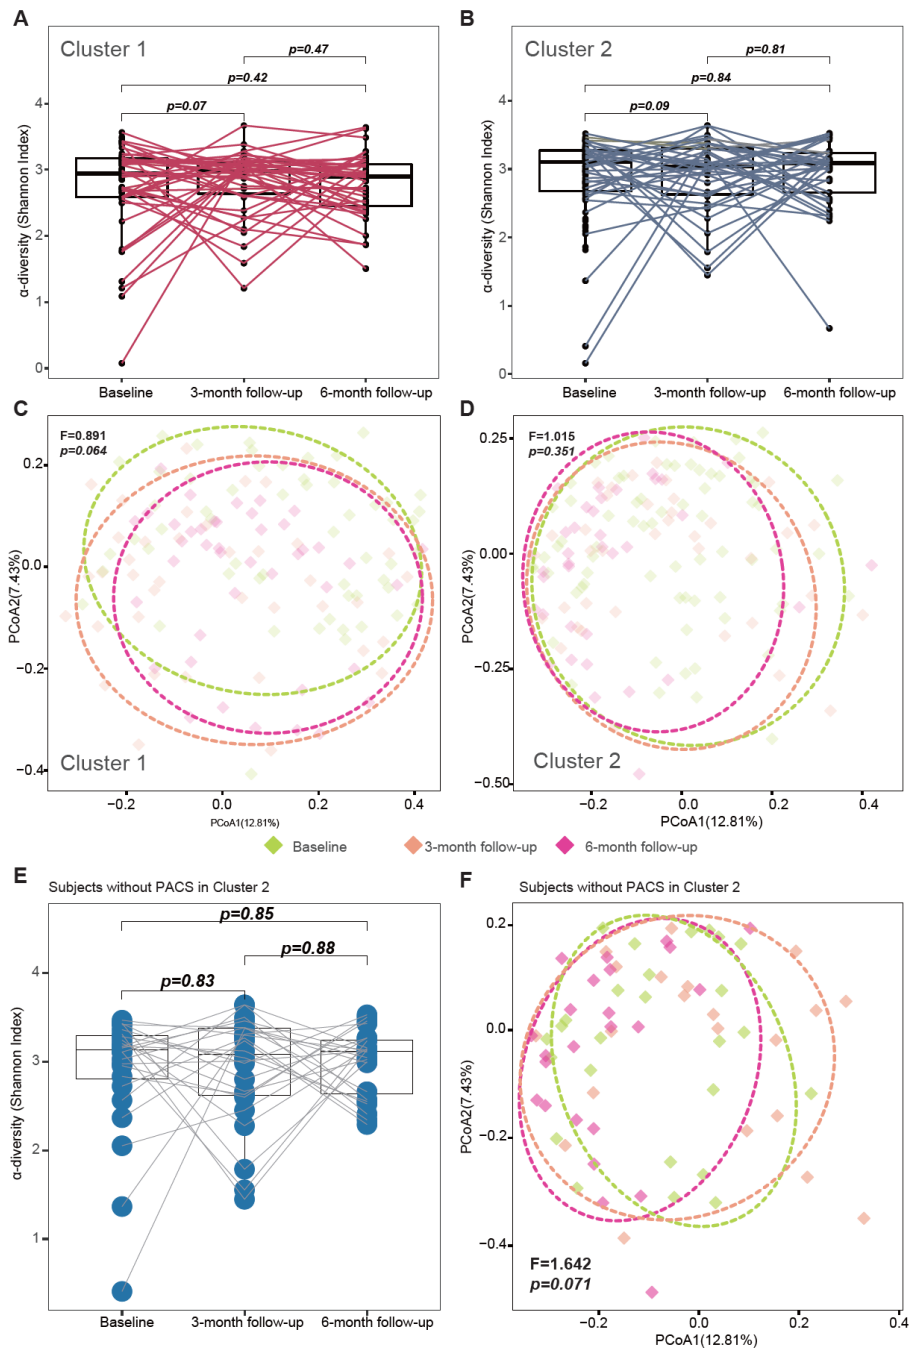 A
Cluster 1
p=0.47
p=0.42
p=0.07
α-diversity (Shannon Index)
4
3
2
1
0
Baseline
3-month follow-up
6-month follow-up
B
Cluster 2
p=0.81
p=0.84
p=0.09
α-diversity (Shannon Index)
4
3
2
1
0
Baseline
3-month follow-up
6-month follow-up
C
F=0.891
p=0.064
PCoA2(7.43%)
0.2
0.0
−0.2
−0.4
Cluster 1
−0.2
0.0
0.2
0.4
PCoA1(12.81%)
D
F=1.015
p=0.351
PCoA2(7.43%)
0.25
0.00
−0.25
−0.50
Cluster 2
−0.2
0.0
0.2
0.4
PCoA1(12.81%)
Baseline
3-month follow-up
6-month follow-up
E
Subjects without PACS in Cluster 2
p=0.85
p=0.88
p=0.83
α-diversity (Shannon Index)
4
3
2
1
Baseline
3-month follow-up
6-month follow-up
F
Subjects without PACS in Cluster 2
PCoA2(7.43%)
0.2
0.0
−0.2
−0.4
F=1.642
p=0.071
−0.2
0.0
0.2
0.4
PCoA1(12.81%)